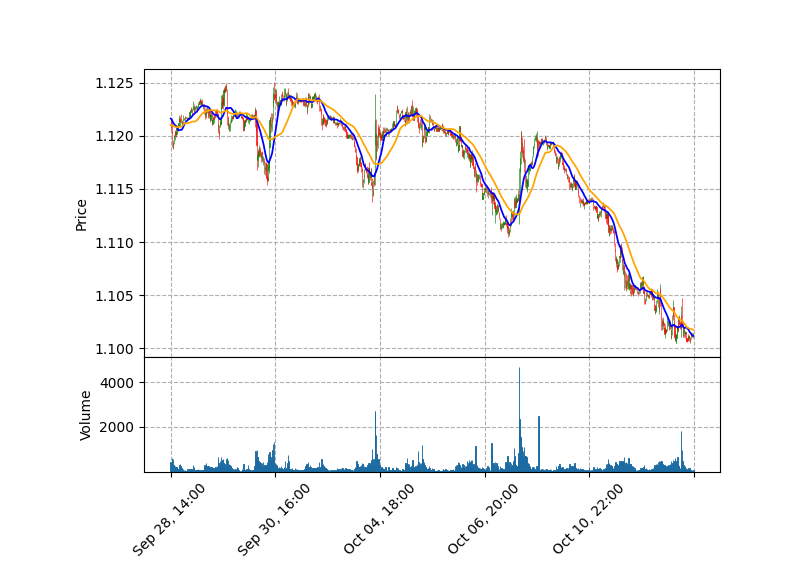 1.125
1.120
1.115
1.110
1.105
1.100
Price
4000
2000
Volume
Sep 28, 14:00
Sep 30, 16:00
Oct 04, 18:00
Oct 06, 20:00
Oct 10, 22:00